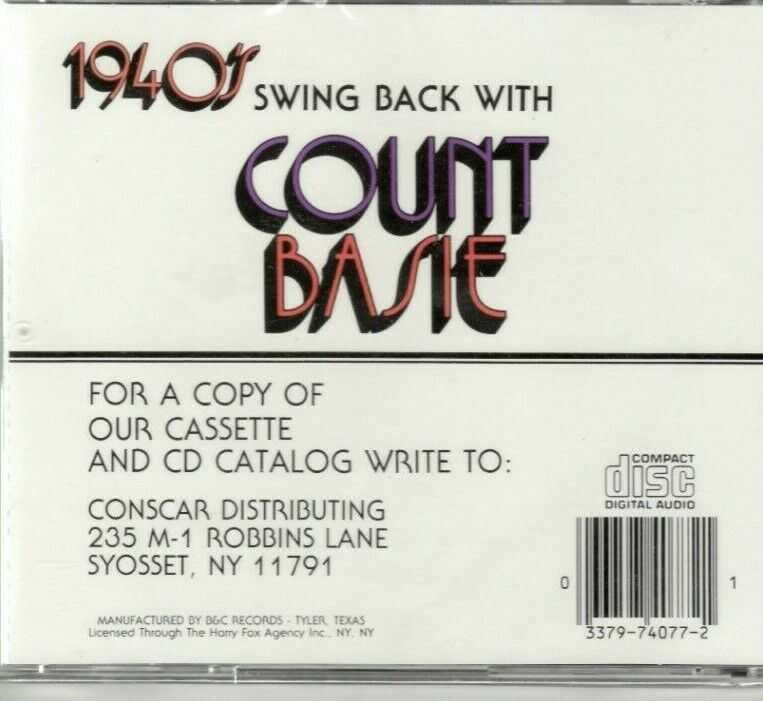 1940's SWING BACK WITH
COUNT
BASIE
FOR A COPY OF
OUR CASSETTE
AND CD CATALOG WRITE TO:
CONSCAR DISTRIBUTING
235 M-1 ROBBINS LANE
SYOSSET, NY 11791
MANUFACTURED BY B&C RECORDS - TYLER, TEXAS
Licensed Through The Harry Fox Agency Inc., NY, NY
COMPACT
disc
DIGITAL AUDIO
0 1
3379-74077-2